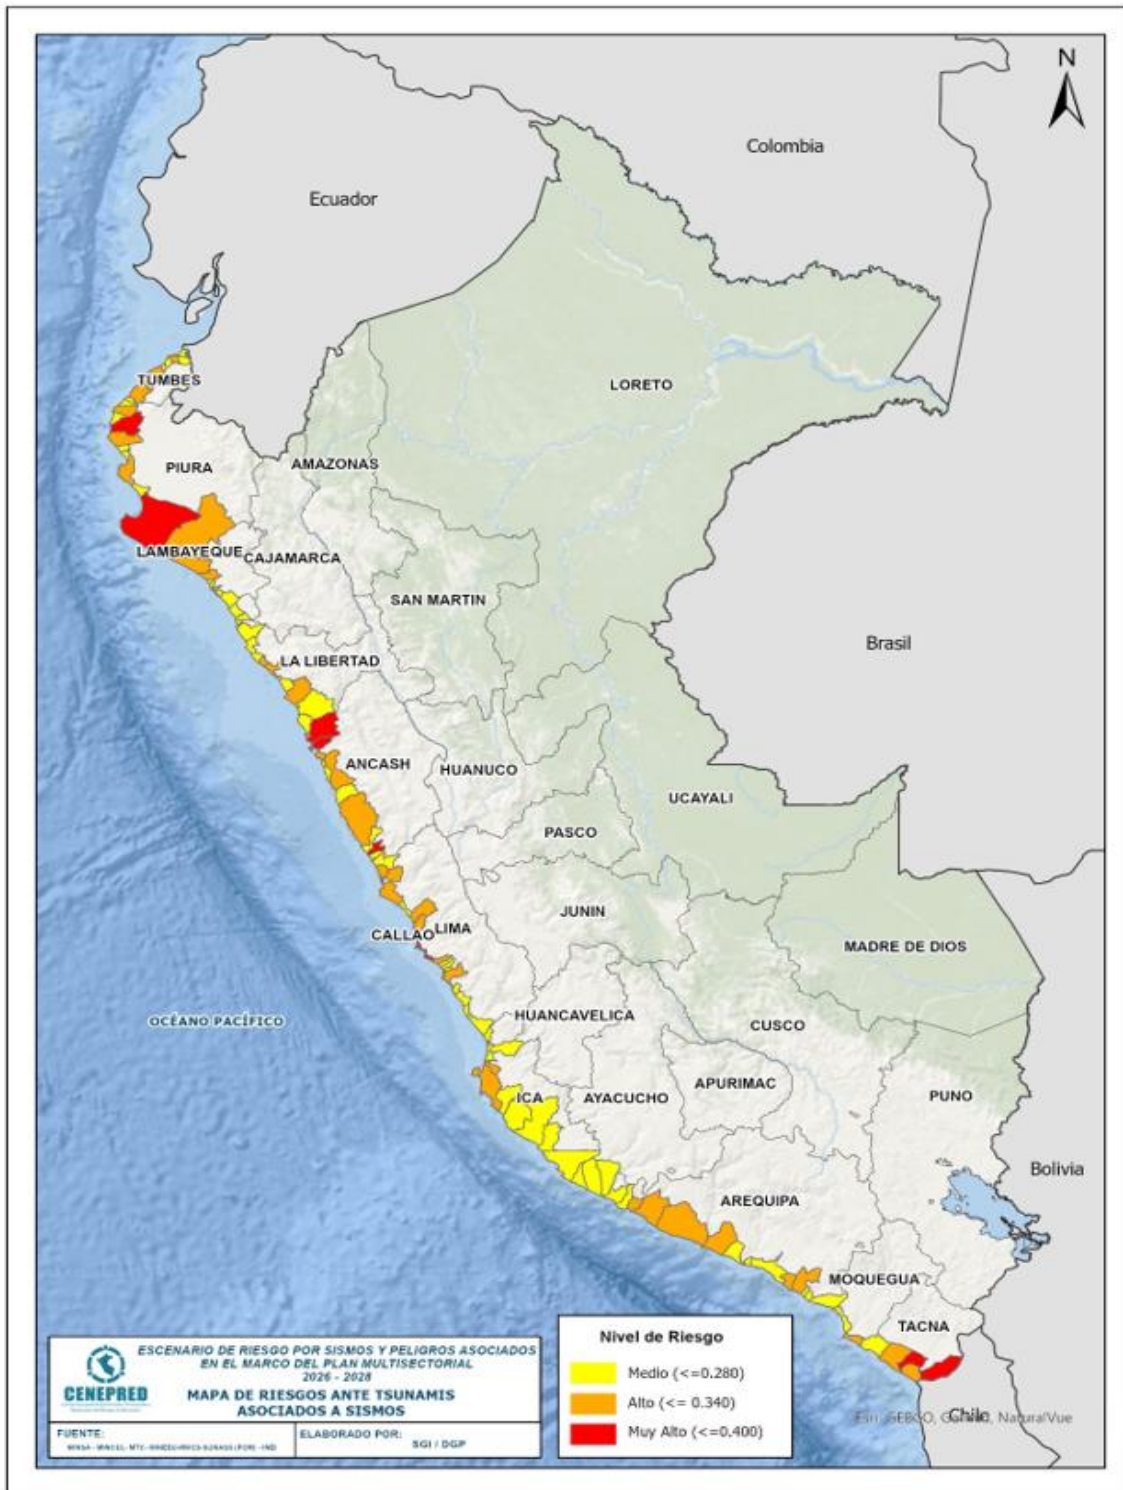 N
Colombia
Ecuador
TUMBES
LORETO
PIURA
AMAZONAS
LAMBAYEQUE
CAJAMARCA
SAN MARTIN
Brasil
LA LIBERTAD
ANCASH
HUANUCO
UCAYALI
PASCO
JUNIN
CALLAO
LIMA
MADRE DE DIOS
OCÉANO PACÍFICO
HUANCAVELICA
CUSCO
ICA
AYACUCHO
APURIMAC
PUNO
Bolivia
AREQUIPA
MOQUEGUA
TACNA
Chile
Esri, GEBCO, NaturalVue
ESCENARIO DE RIESGO POR SISMOS Y PELIGROS ASOCIADOS
EN EL MARCO DEL PLAN MULTISECTORIAL
2026 - 2028
CENEPRED
MAPA DE RIESGOS ANTE TSUNAMIS
ASOCIADOS A SISMOS
FUENTE:
ELABORADO POR:
SGI / DGP
Nivel de Riesgo
Medio (<=0.280)
Alto (<= 0.340)
Muy Alto (<=0.400)